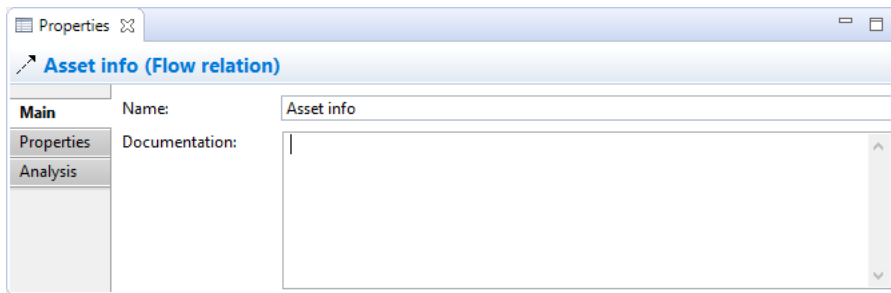 Properties
Asset info (Flow relation)
Main
Name:
Asset info
Properties
Documentation:
Analysis